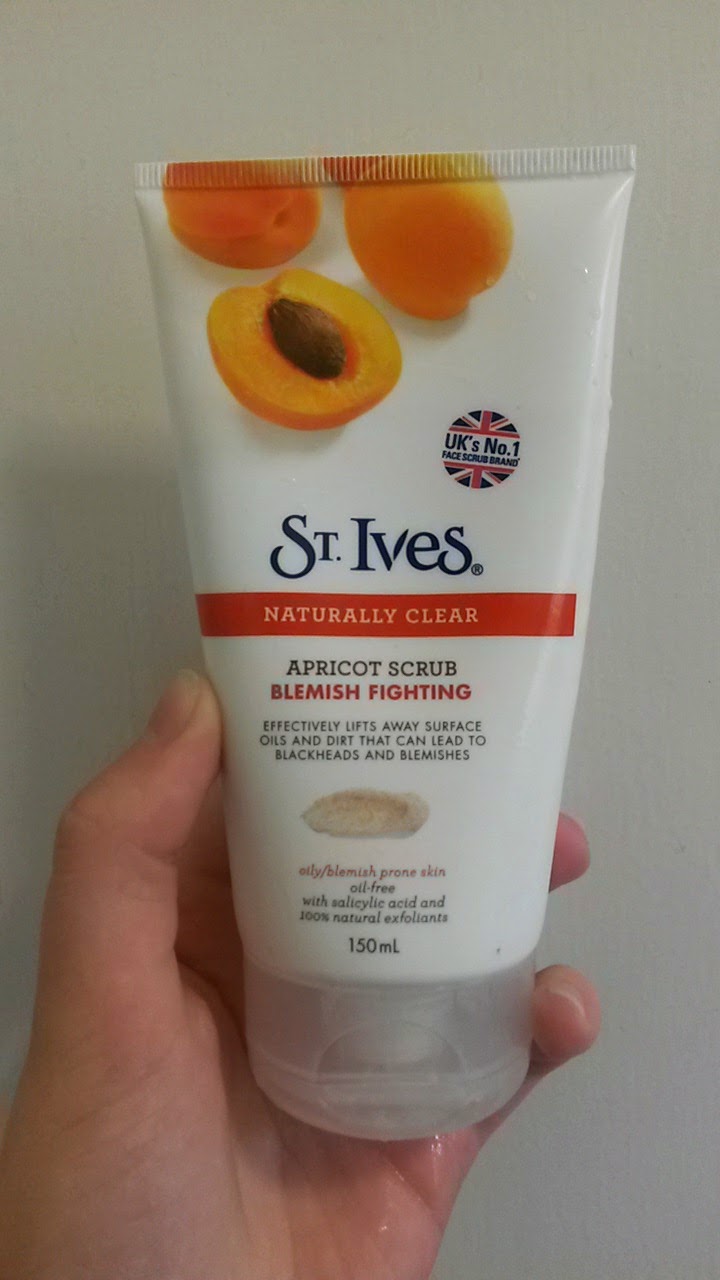 UK's No.1
FACE SCRUB BRAND*
ST. Ives®
NATURALLY CLEAR
APRICOT SCRUB
BLEMISH FIGHTING
EFFECTIVELY LIFTS AWAY SURFACE
OILS AND DIRT THAT CAN LEAD TO
BLACKHEADS AND BLEMISHES
oily/blemish prone skin
oil-free
with salicylic acid and
100% natural exfoliants
150mL